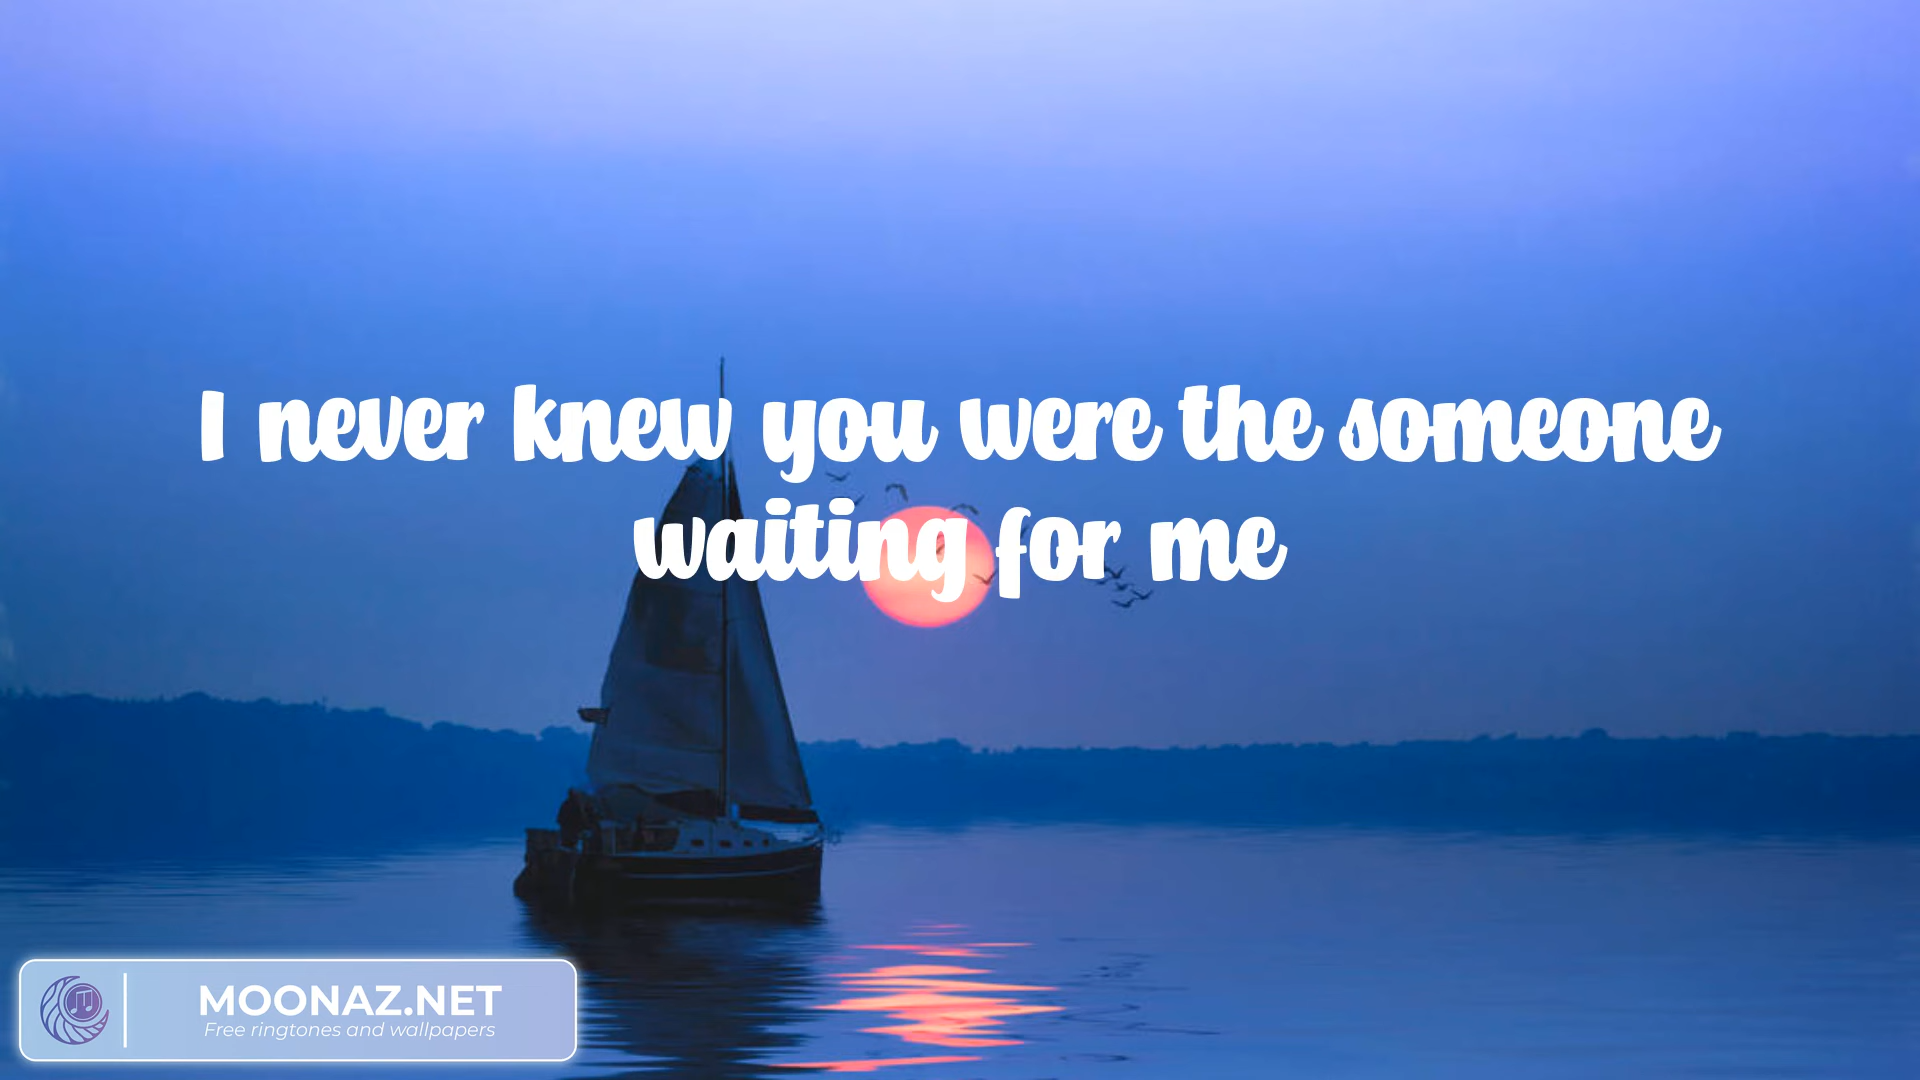 I never knew you were the someone
waiting for me
MOONAZ.NET
Free ringtones and wallpapers